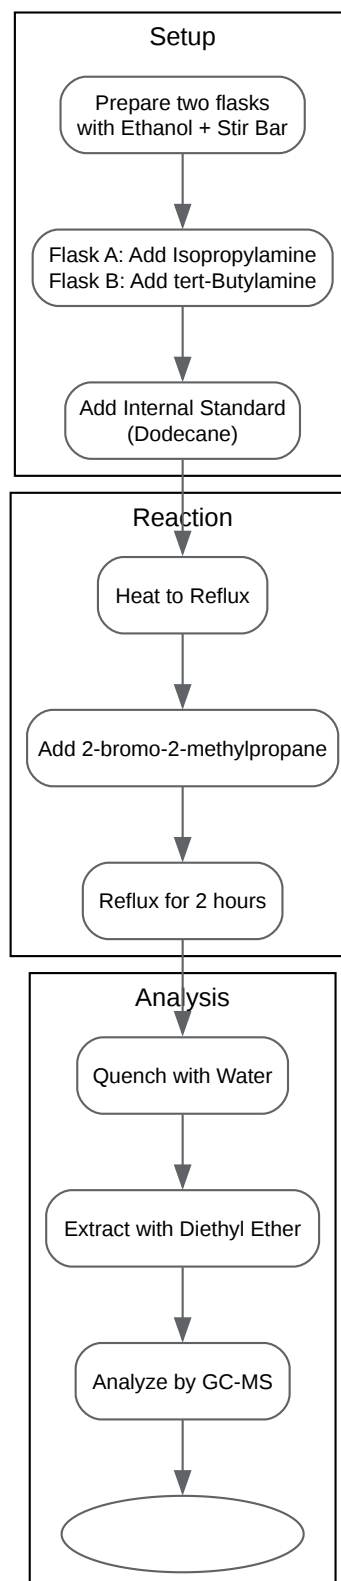 Setup
Prepare two flasks
with Ethanol + Stir Bar
Flask A: Add Isopropylamine
Flask B: Add tert-Butylamine
Add Internal Standard
(Dodecane)
Reaction
Heat to Reflux
Add 2-bromo-2-methylpropane
Reflux for 2 hours
Analysis
Quench with Water
Extract with Diethyl Ether
Analyze by GC-MS